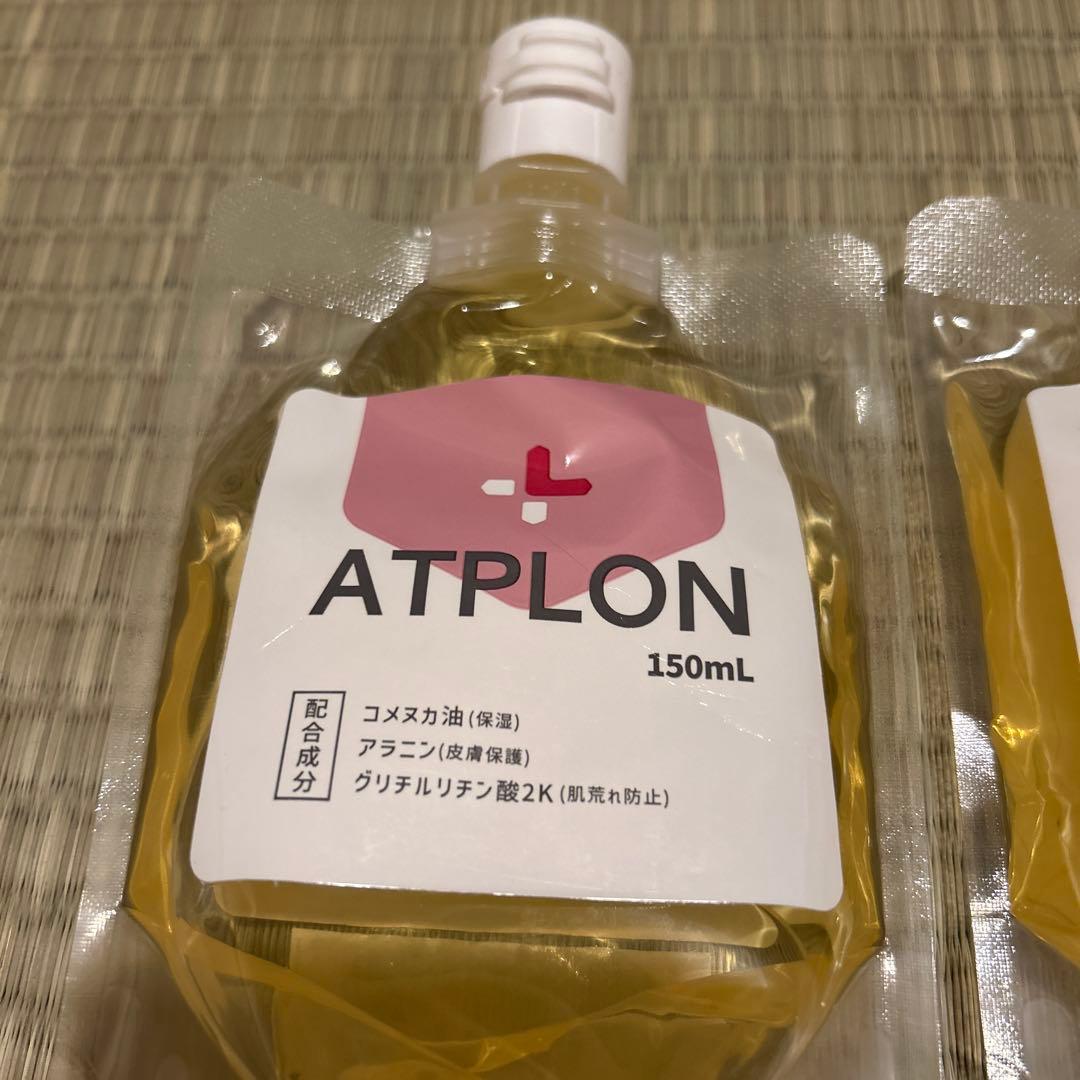 ATPLON
150mL
配合成分
コメヌカ油(保湿)
アラニン(皮膚保護)
グリチルリチン酸2K(肌荒れ防止)